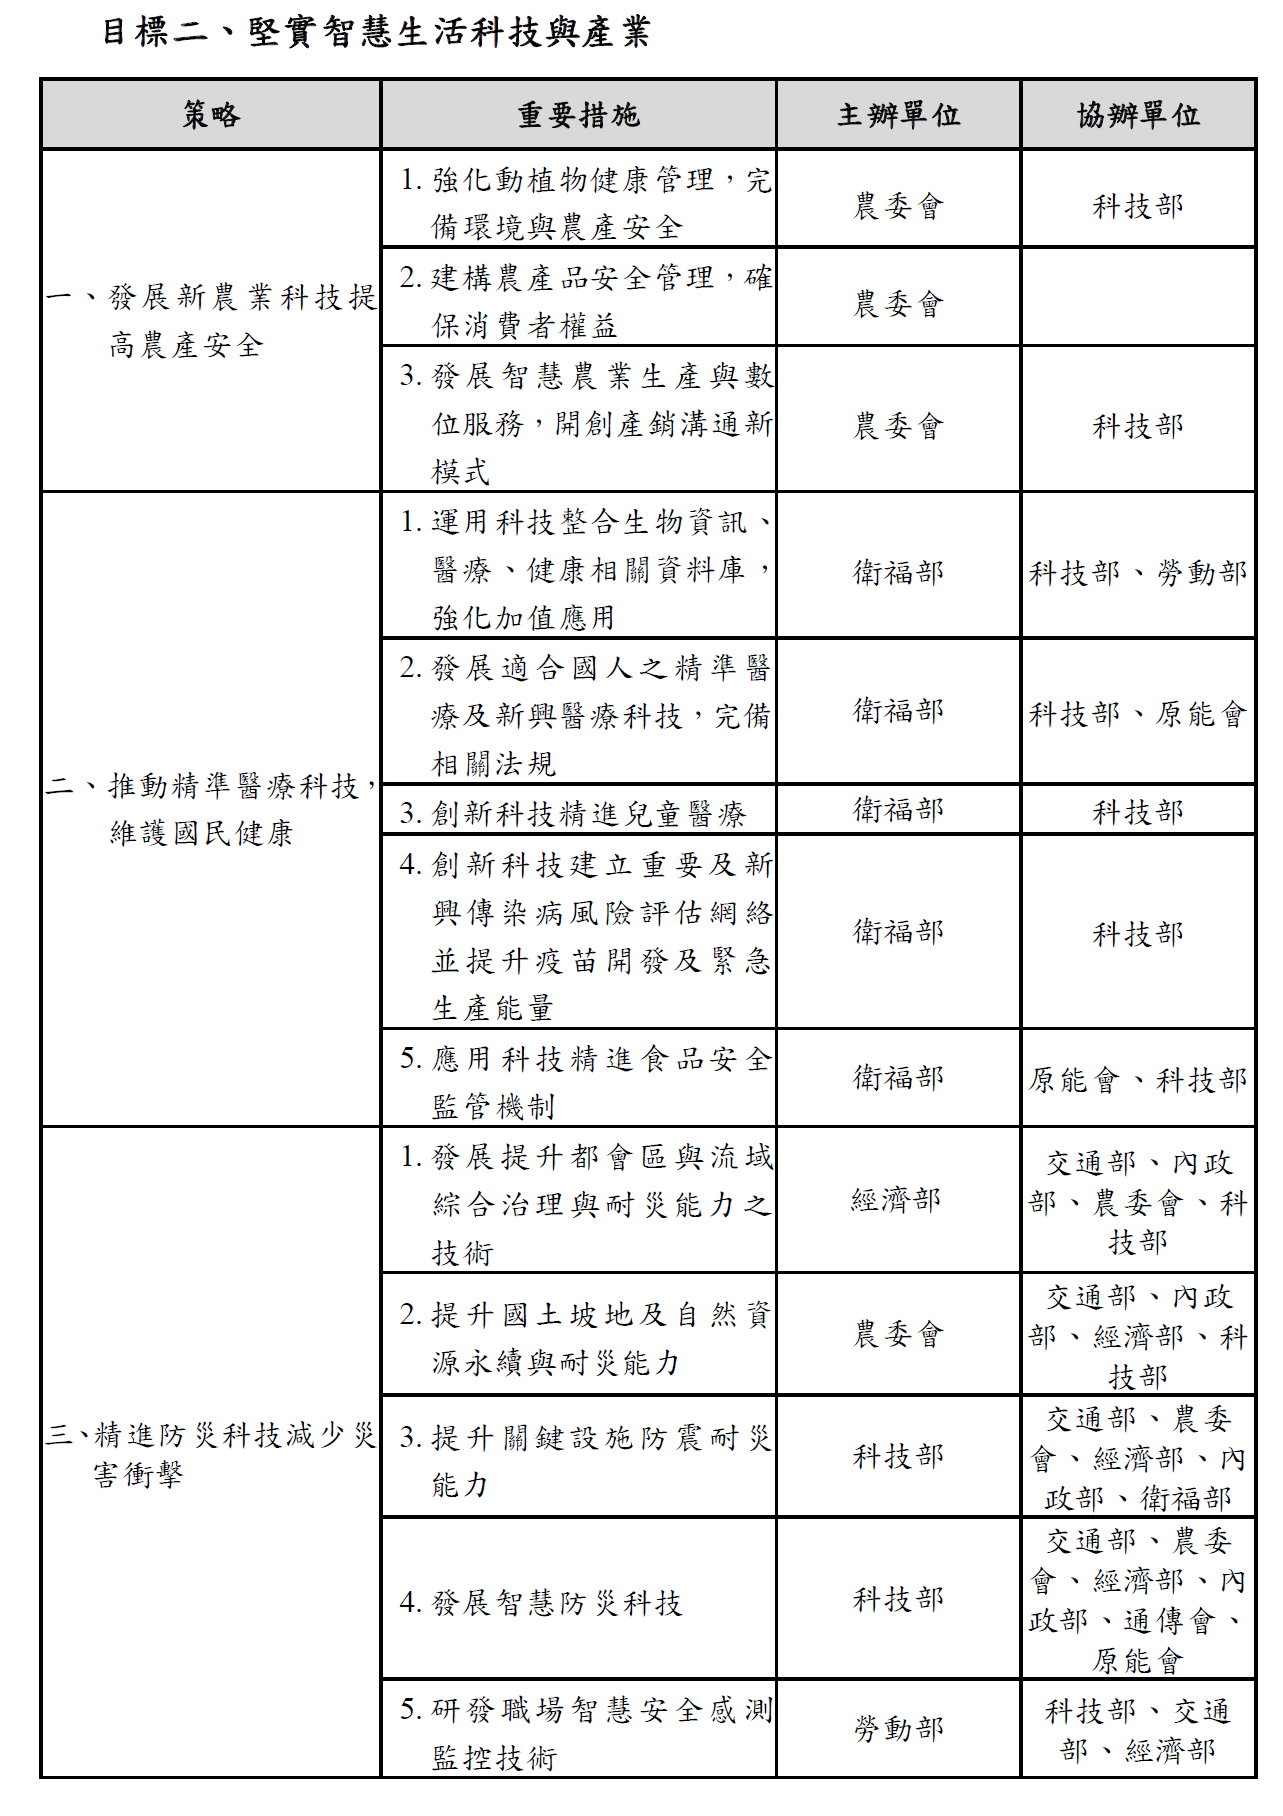 目標二、堅實智慧生活科技與產業
策略
重要措施
主辦單位
協辦單位
一、發展新農業科技提
高農產安全
1. 強化動植物健康管理，完
備環境與農產安全
農委會
科技部
2. 建構農產品安全管理，確
保消費者權益
農委會
3. 發展智慧農業生產與數
位服務，開創產銷溝通新
模式
農委會
科技部
二、推動精準醫療科技，
維護國民健康
1. 運用科技整合生物資訊、
醫療、健康相關資料庫，
強化加值應用
衛福部
科技部、勞動部
2. 發展適合國人之精準醫
療及新興醫療科技，完備
相關法規
衛福部
科技部、原能會
3. 創新科技精進兒童醫療
衛福部
科技部
4. 創新科技建立重要及新
興傳染病風險評估網絡
並提升疫苗開發及緊急
生產能量
衛福部
科技部
5. 應用科技精進食品安全
監管機制
衛福部
原能會、科技部
三、精進防災科技減少災
害衝擊
1. 發展提升都會區與流域
綜合治理與耐災能力之
技術
經濟部
交通部、內政
部、農委會、科
技部
2. 提升國土坡地及自然資
源永續與耐災能力
農委會
交通部、內政
部、經濟部、科
技部
3. 提升關鍵設施防震耐災
能力
科技部
交通部、農委
會、經濟部、內
政部、衛福部
4. 發展智慧防災科技
科技部
交通部、農委
會、經濟部、內
政部、通傳會、
原能會
5. 研發職場智慧安全感測
監控技術
勞動部
科技部、交通
部、經濟部